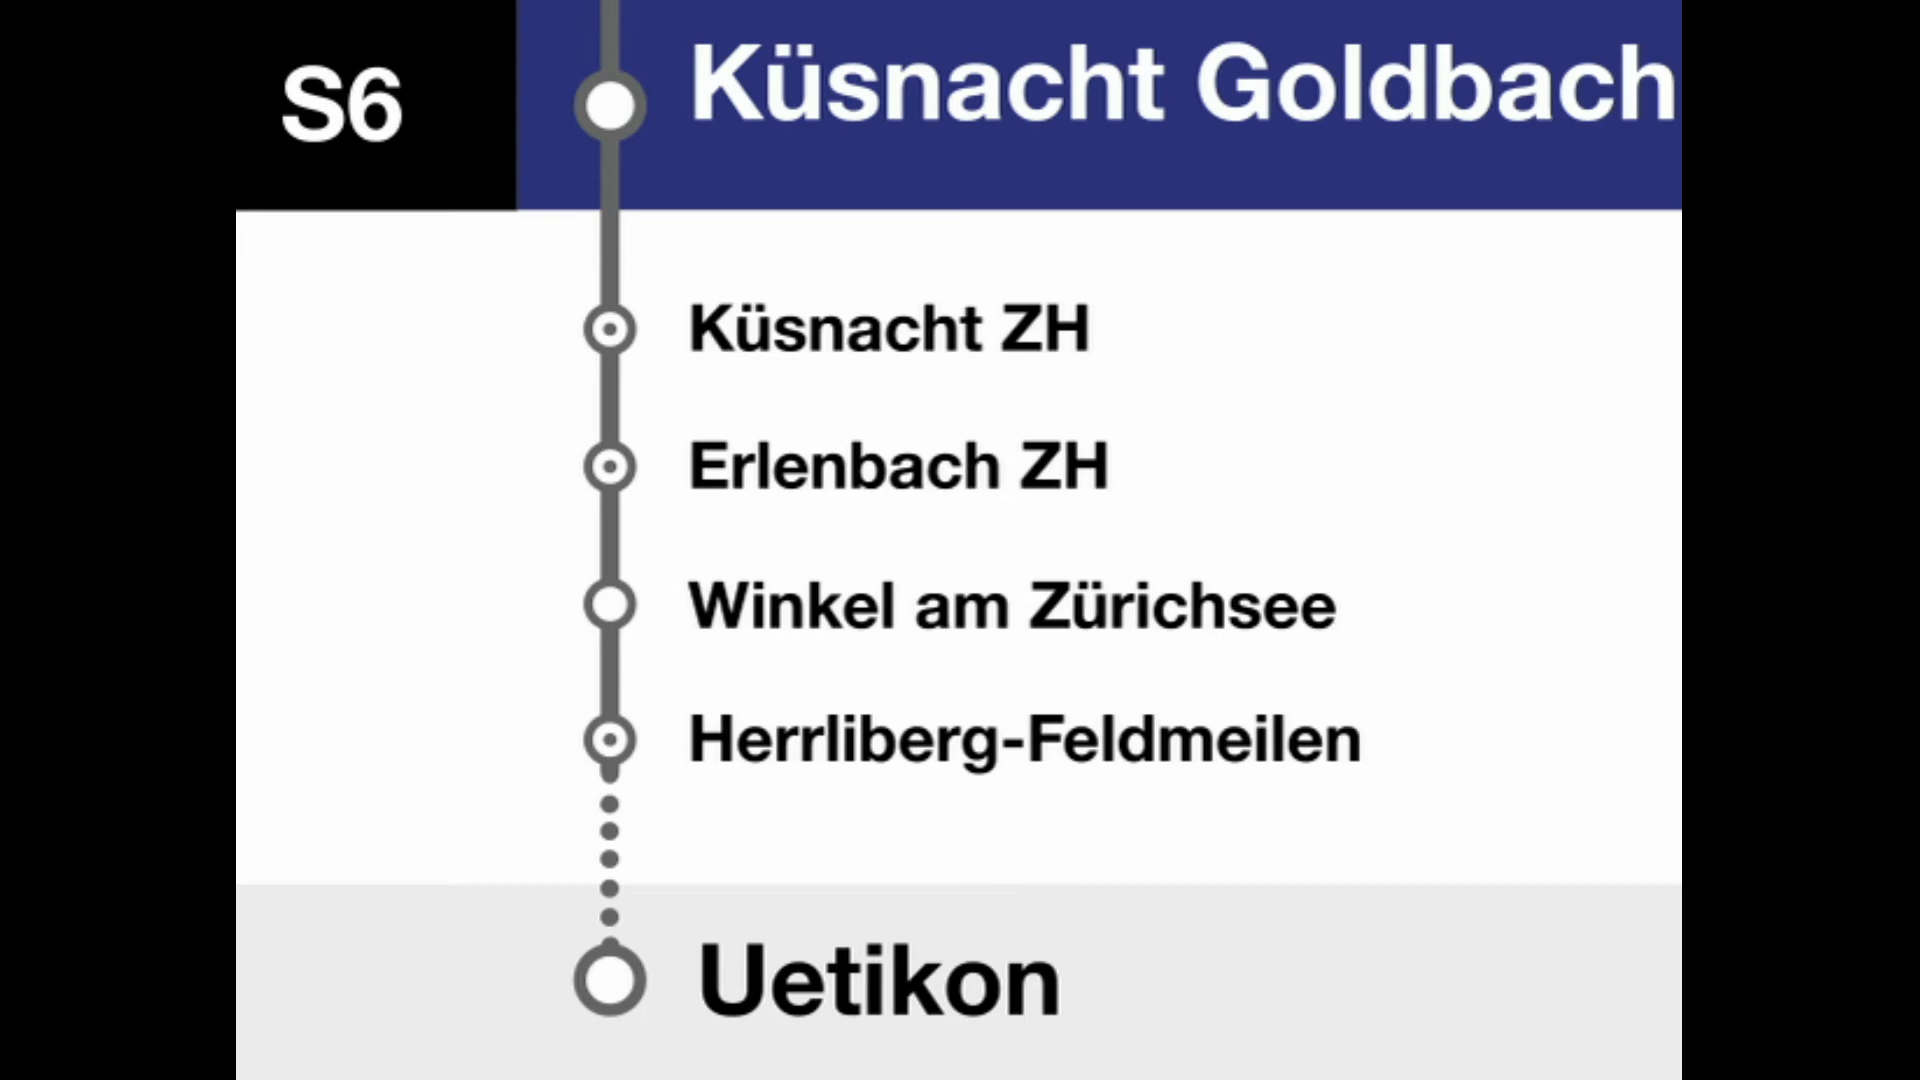 S6
Küsnacht Goldbach
Küsnacht ZH
Erlenbach ZH
Winkel am Zürichsee
Herrliberg-Feldmeilen
Uetikon